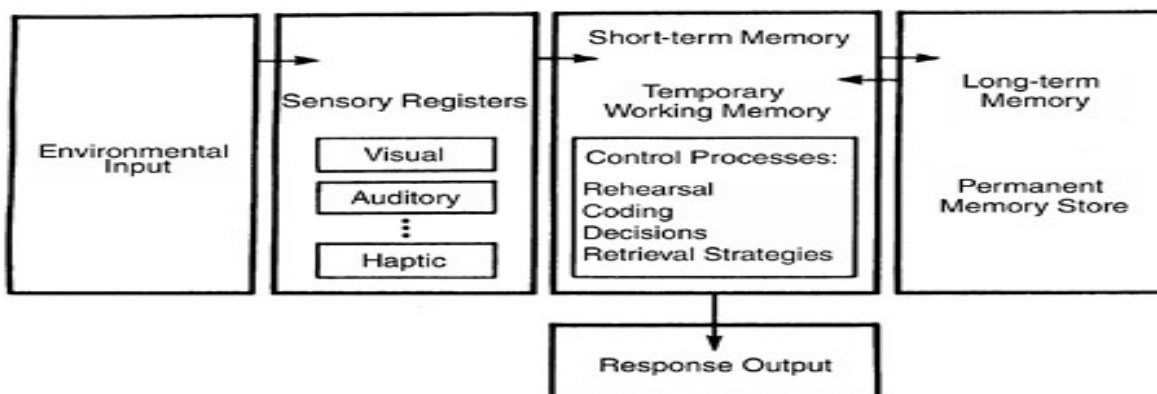 Environmental
Input
Sensory Registers
Visual
Auditory
Haptic
Short-term Memory
Temporary
Working Memory
Control Processes:
Rehearsal
Coding
Decisions
Retrieval Strategies
Long-term
Memory
Permanent
Memory Store
Response Output